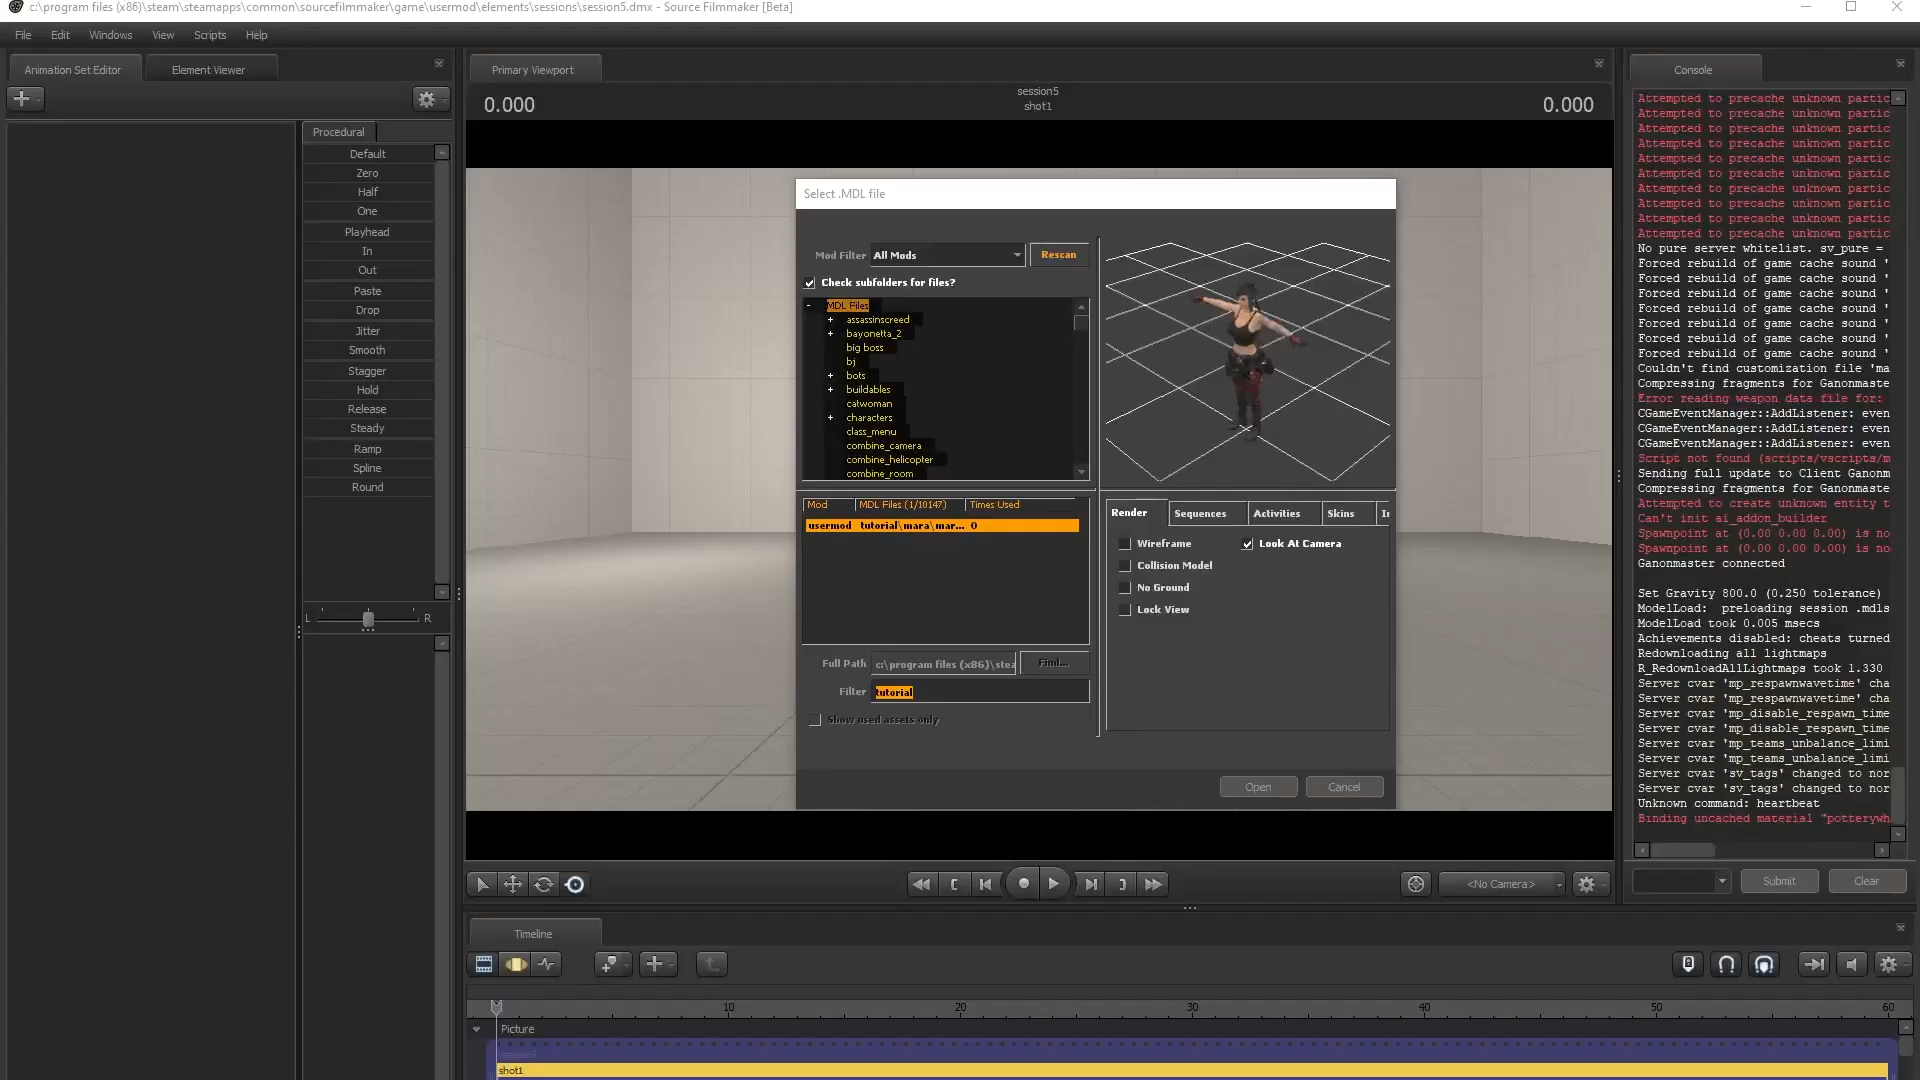 c:\program files (x86)\steam\steamapps\common\sourcefilmmaker\game\usermod\elements\sessions\session5.dmx - Source Filmmaker [Beta]
File Edit Windows View Scripts Help
Animation Set Editor
Element Viewer
Procedural
Default
Zero
Half
One
Playhead
In
Out
Paste
Drop
Jitter
Smooth
Stagger
Hold
Release
Steady
Ramp
Spline
Round
L R
Primary Viewport
0.000
session5
shot1
0.000
Select .MDL file
Mod Filter All Mods Rescan
Check subfolders for files?
- MDL Files
+ assassinscreed
+ bayonetta_2
big boss
bj
+ bots
+ buildables
catwoman
+ characters
class_menu
combine_camera
combine_helicopter
combine_room
Mod MDL Files (1/10147) Times Used
usermod tutorial\mara\mar... 0
Full Path c:\program files (x86)\stea Find...
Filter tutorial
Show used assets only
Render Sequences Activities Skins
Wireframe
Look At Camera
Collision Model
No Ground
Lock View
Open Cancel
<No Camera>
Console
Attempted to precache unknown partic
Attempted to precache unknown partic
Attempted to precache unknown partic
Attempted to precache unknown partic
Attempted to precache unknown partic
Attempted to precache unknown partic
Attempted to precache unknown partic
Attempted to precache unknown partic
Attempted to precache unknown partic
Attempted to precache unknown partic
No pure server whitelist. sv_pure =
Forced rebuild of game cache sound '
Forced rebuild of game cache sound '
Forced rebuild of game cache sound '
Forced rebuild of game cache sound '
Forced rebuild of game cache sound '
Forced rebuild of game cache sound '
Forced rebuild of game cache sound '
Couldn't find customization file 'ma
Compressing fragments for Ganonmaste
Error reading weapon data file for:
CGameEventManager::AddListener: even
CGameEventManager::AddListener: even
CGameEventManager::AddListener: even
Script not found (scripts/vscripts/m
Sending full update to Client Ganonm
Compressing fragments for Ganonmaste
Attempted to create unknown entity t
Can't init ai_addon_builder
Spawnpoint at (0.00 0.00 0.00) is no
Spawnpoint at (0.00 0.00 0.00) is no
Ganonmaster connected
Set Gravity 800.0 (0.250 tolerance)
ModelLoad: preloading session .mdls
ModelLoad took 0.005 msecs
Achievements disabled: cheats turned
Redownloading all lightmaps
R_RedownloadAllLightmaps took 1.330
Server cvar 'mp_respawnwavetime' cha
Server cvar 'mp_respawnwavetime' cha
Server cvar 'mp_disable_respawn_time
Server cvar 'mp_disable_respawn_time
Server cvar 'mp_teams_unbalance_limi
Server cvar 'mp_teams_unbalance_limi
Server cvar 'sv_tags' changed to nor
Server cvar 'sv_tags' changed to nor
Unknown command: heartbeat
Binding uncached material "potterywh
Submit Clear
Timeline
10 20 30 40 50 60
Picture
shot1